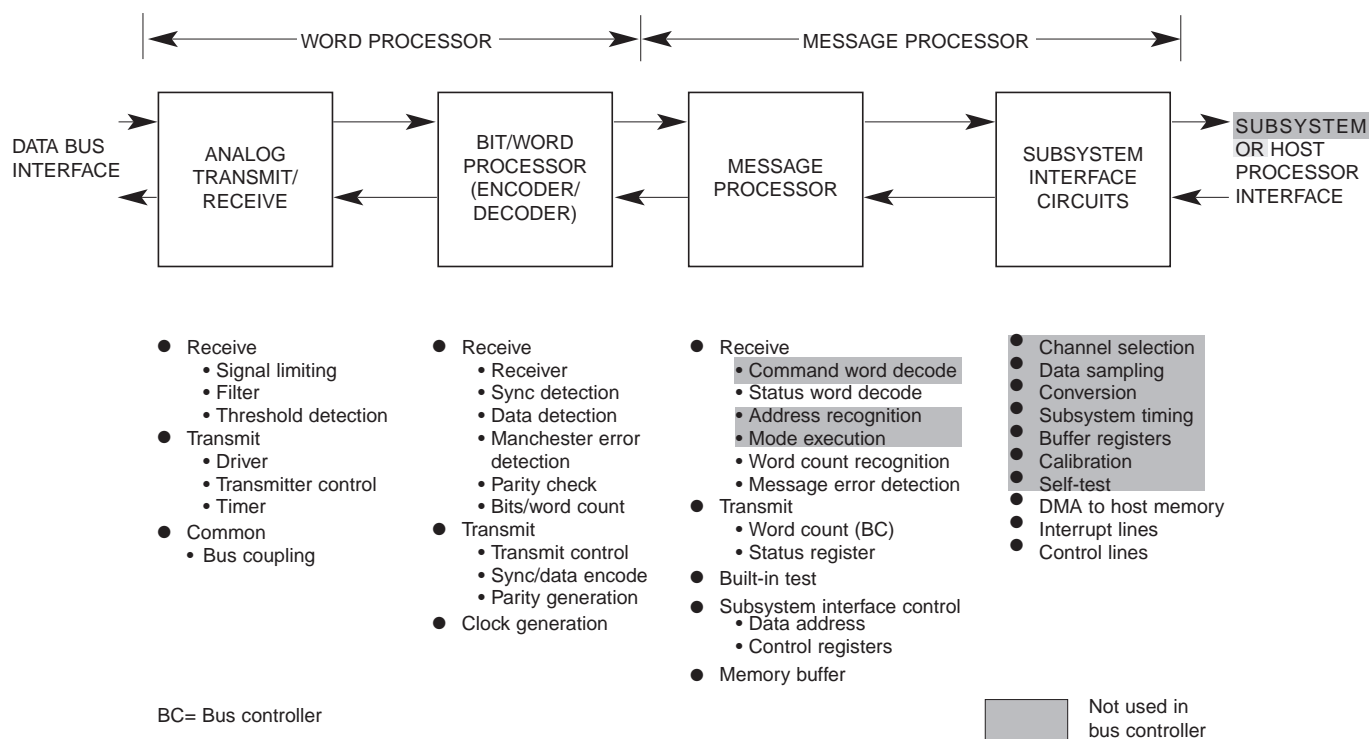 WORD PROCESSOR
MESSAGE PROCESSOR
DATA BUS
INTERFACE
ANALOG
TRANSMIT/
RECEIVE
BIT/WORD
PROCESSOR
(ENCODER/
DECODER)
MESSAGE
PROCESSOR
SUBSYSTEM
INTERFACE
CIRCUITS
SUBSYSTEM
OR HOST
PROCESSOR
INTERFACE
● Receive
• Signal limiting
• Filter
• Threshold detection
● Transmit
• Driver
• Transmitter control
• Timer
● Common
• Bus coupling
● Receive
• Receiver
• Sync detection
• Data detection
• Manchester error
detection
• Parity check
• Bits/word count
● Transmit
• Transmit control
• Sync/data encode
• Parity generation
● Clock generation
● Receive
• Command word decode
• Status word decode
• Address recognition
• Mode execution
• Word count recognition
• Message error detection
● Transmit
• Word count (BC)
• Status register
● Built-in test
● Subsystem interface control
• Data address
• Control registers
● Memory buffer
● Channel selection
● Data sampling
● Conversion
● Subsystem timing
● Buffer registers
● Calibration
● Self-test
● DMA to host memory
● Interrupt lines
● Control lines
BC= Bus controller
Not used in
bus controller